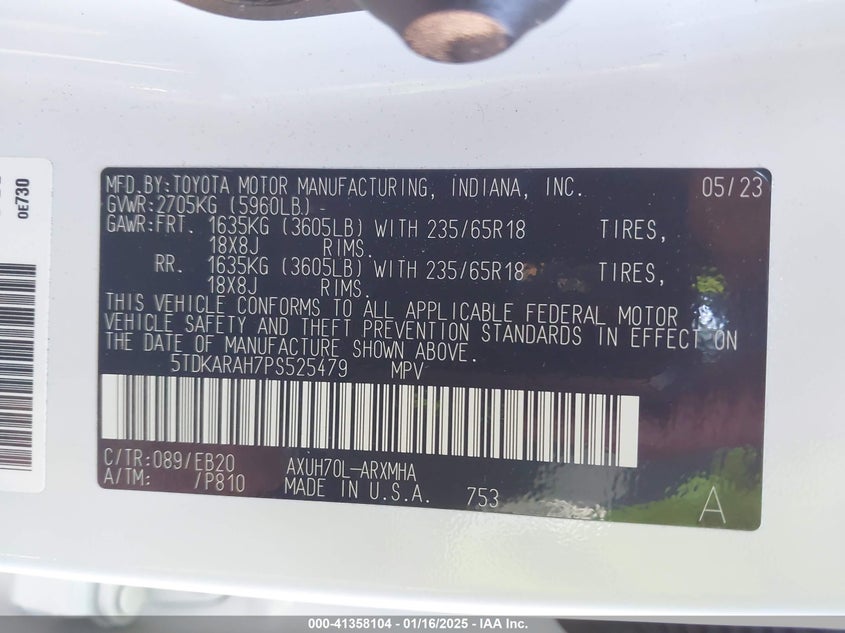 MFD.BY:TOYOTA MOTOR MANUFACTURING, INDIANA, INC. 05/23
GVWR:2705KG (5960LB)
GAWR:FRT. 1635KG (3605LB) WITH 235/65R18 TIRES,
18X8J RIMS.
RR. 1635KG (3605LB) WITH 235/65R18 TIRES,
18X8J RIMS.
THIS VEHICLE CONFORMS TO ALL APPLICABLE FEDERAL MOTOR
VEHICLE SAFETY AND THEFT PREVENTION STANDARDS IN EFFECT ON
THE DATE OF MANUFACTURE SHOWN ABOVE.
5TDKARAH7PS525479 MPV
C/TR:089/EB20 AXUH70L-ARXMHA
A/TM: /P810 MADE IN U.S.A. 753 A
0E730
000-41358104 - 01/16/2025 - IAA Inc.